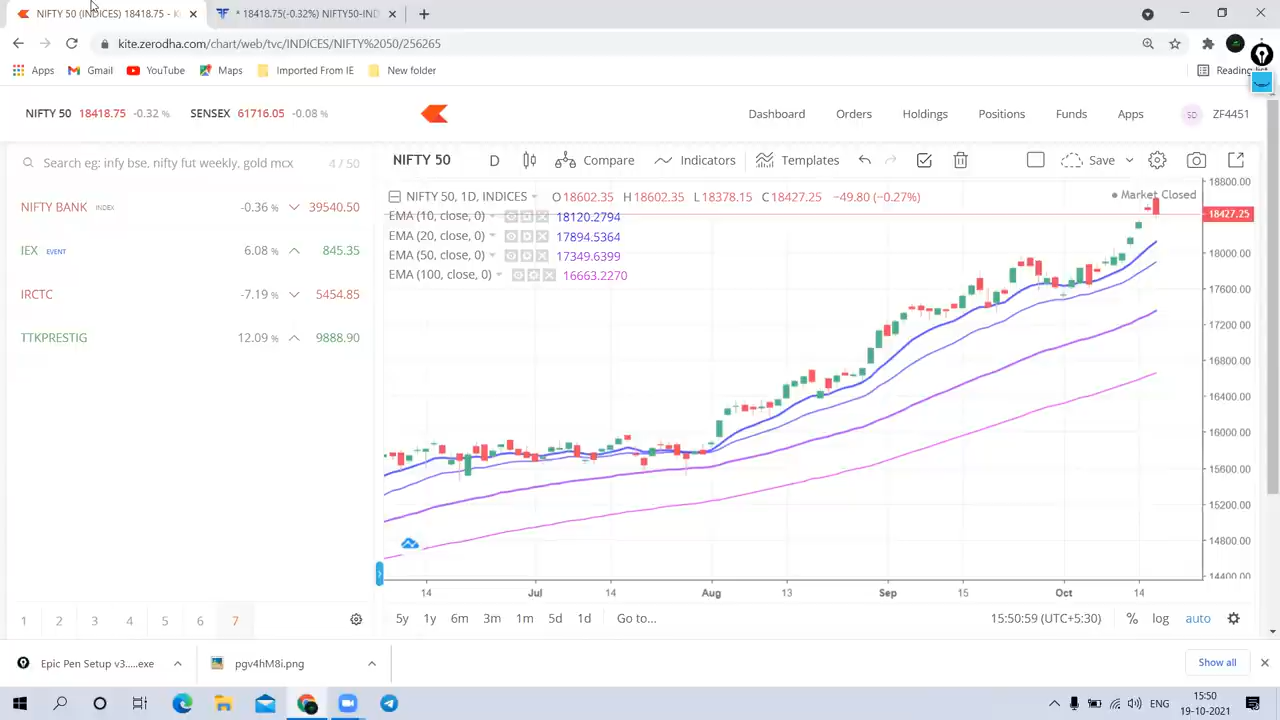 NIFTY 50 (INDICES) 18418.75 - K
* 18418.75(-0.32%) NIFTY50-IND
kite.zerodha.com/chart/web/tvc/INDICES/NIFTY%2050/256265
Apps Gmail YouTube Maps Imported From IE New folder Reading list
NIFTY 50 18418.75 -0.32 % SENSEX 61716.05 -0.08 %
Dashboard Orders Holdings Positions Funds Apps SD ZF4451
Search eg: infy bse, nifty fut weekly, gold mcx 4 / 50
NIFTY 50 D Compare Indicators Templates Save
NIFTY BANK INDEX -0.36 % 39540.50
IEX EVENT 6.08 % 845.35
IRCTC -7.19 % 5454.85
TTKPRESTIG 12.09 % 9888.90
NIFTY 50, 1D, INDICES O18602.35 H18602.35 L18378.15 C18427.25 −49.80 (−0.27%)
Market Closed
EMA (10, close, 0) 18120.2794
EMA (20, close, 0) 17894.5364
EMA (50, close, 0) 17349.6399
EMA (100, close, 0) 16663.2270
18800.00
18427.25
18000.00
17600.00
17200.00
16800.00
16400.00
16000.00
15600.00
15200.00
14800.00
14400.00
14 Jul 14 Aug 13 Sep 15 Oct 14
1 2 3 4 5 6 7
5y 1y 6m 3m 1m 5d 1d Go to... 15:50:59 (UTC+5:30) % log auto
Epic Pen Setup v3.....exe pgv4hM8i.png Show all
ENG 15:50
19-10-2021